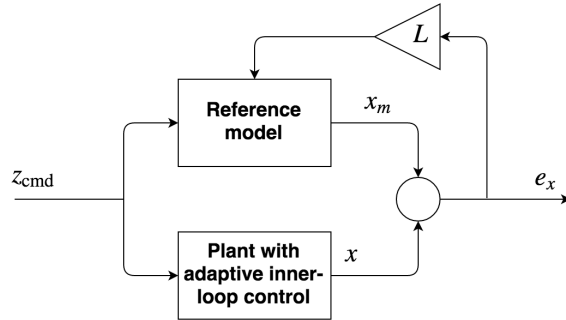 L
Reference
model
x_m
z_cmd
e_x
Plant with
adaptive inner-
loop control
x